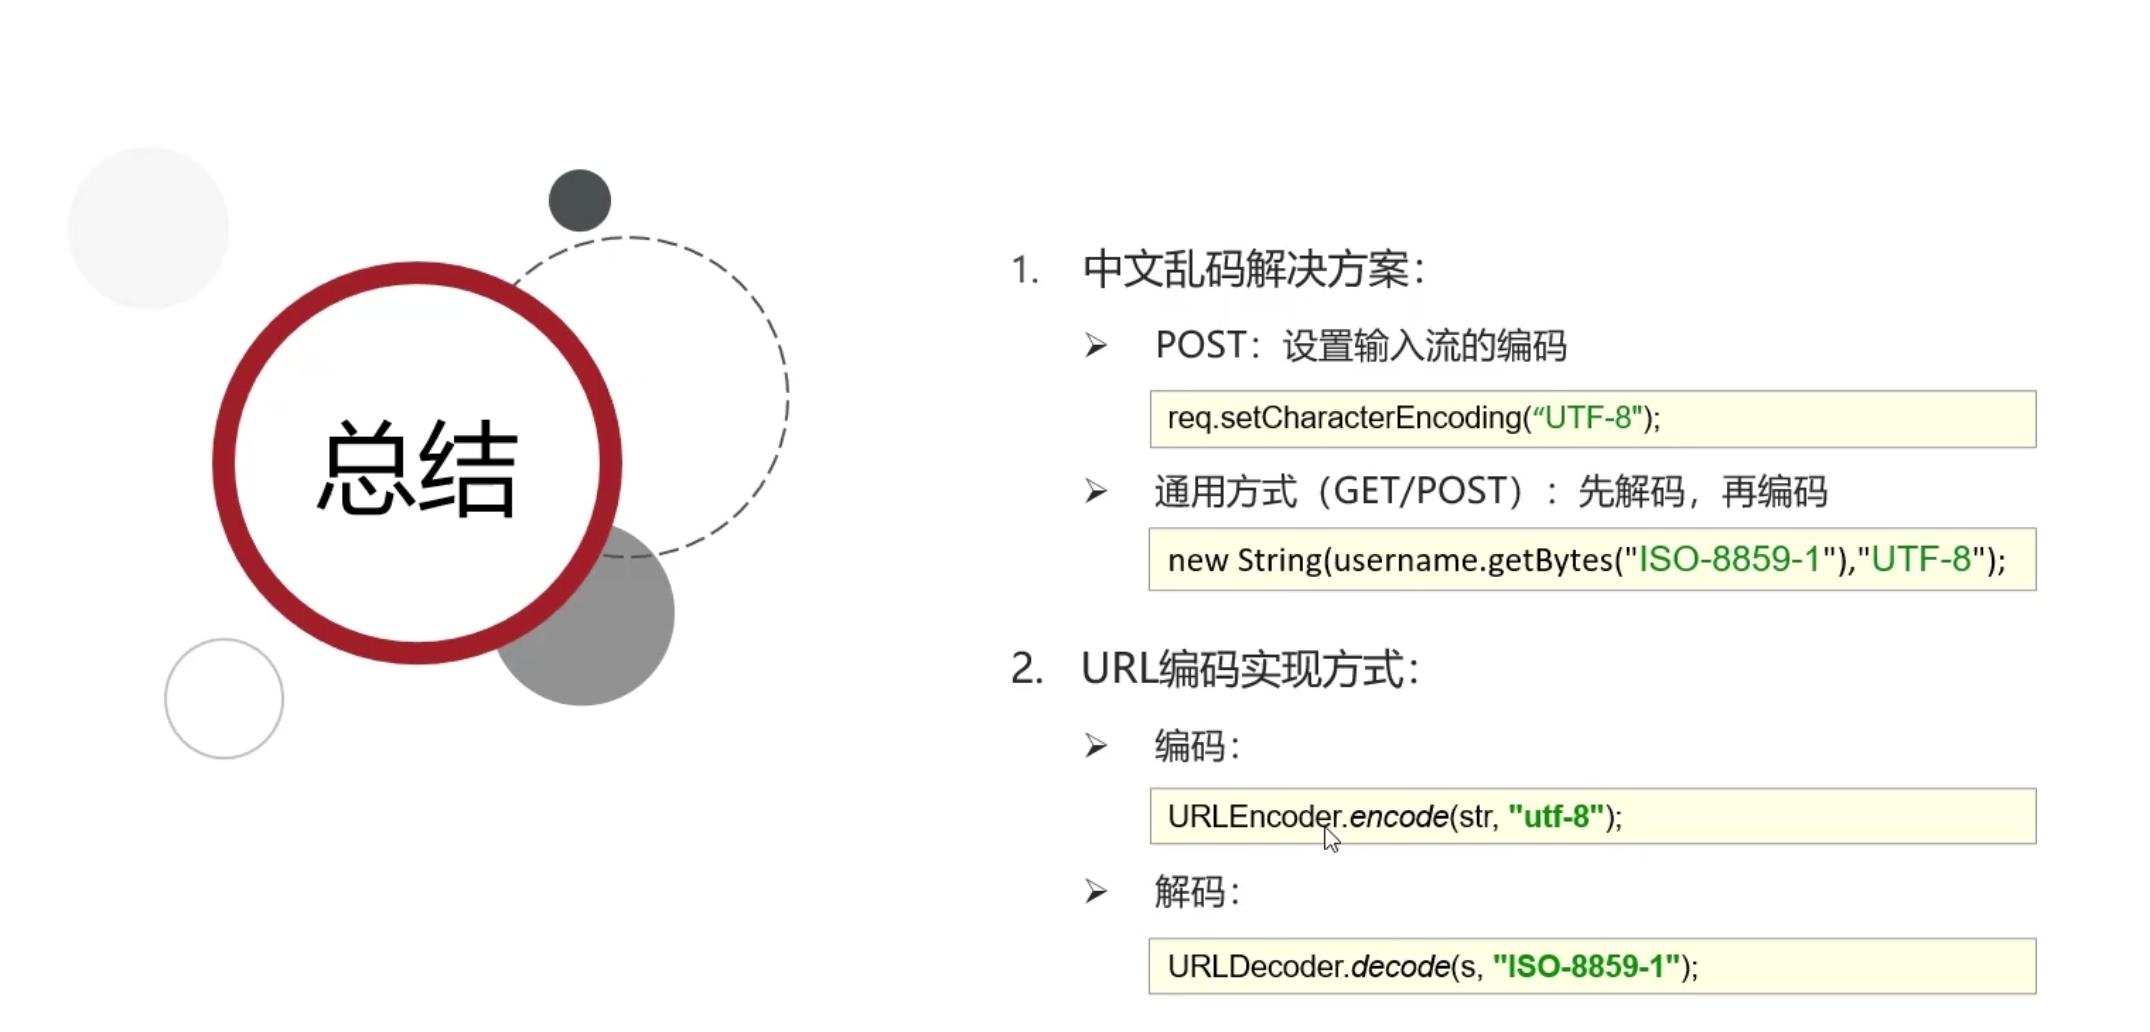 总结
1. 中文乱码解决方案：
➢ POST：设置输入流的编码
req.setCharacterEncoding(“UTF-8");
➢ 通用方式（GET/POST）：先解码，再编码
new String(username.getBytes("ISO-8859-1"),"UTF-8");
2. URL编码实现方式：
➢ 编码：
URLEncoder.encode(str, "utf-8");
➢ 解码：
URLDecoder.decode(s, "ISO-8859-1");